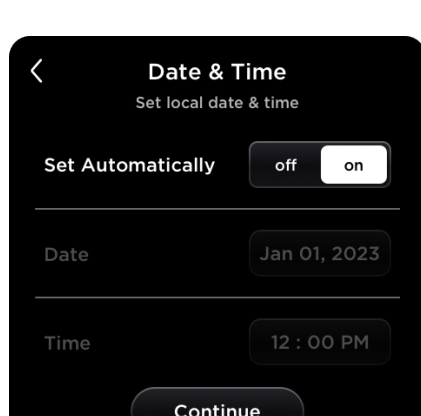 Date & Time
Set local date & time
Set Automatically off on
Date Jan 01, 2023
Time 12 : 00 PM
Continue